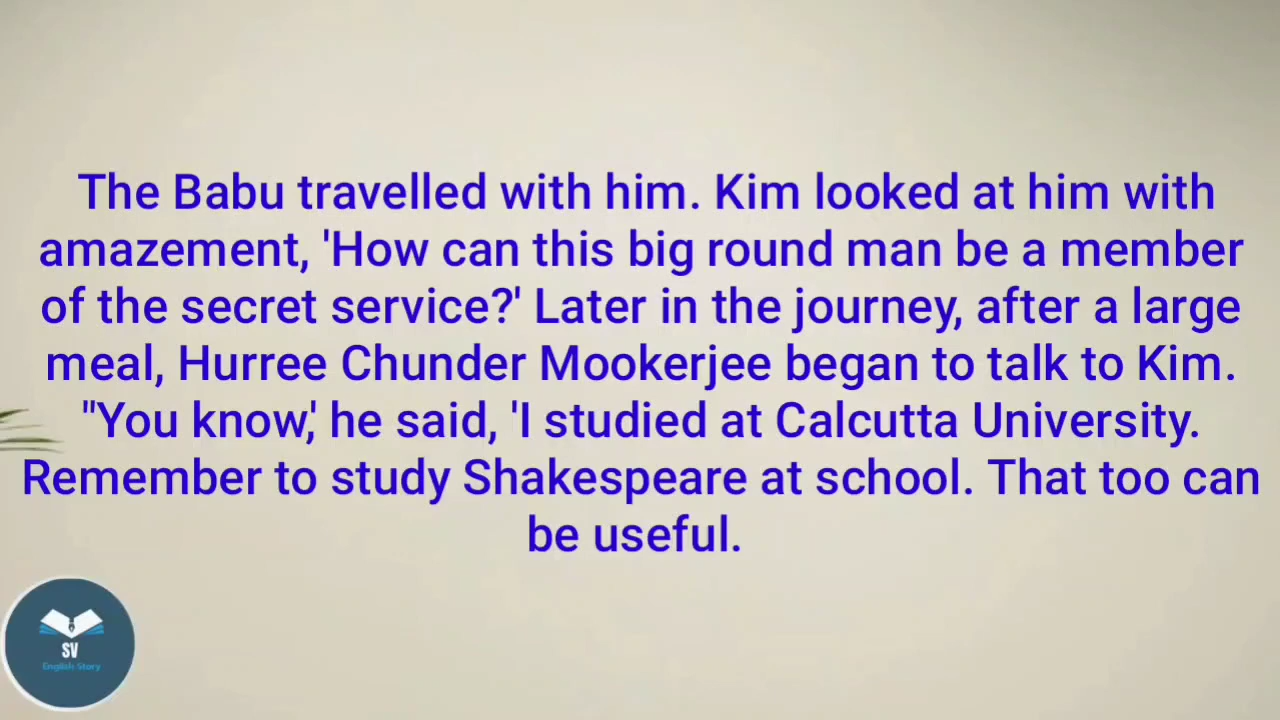 The Babu travelled with him. Kim looked at him with
amazement, 'How can this big round man be a member
of the secret service?' Later in the journey, after a large
meal, Hurree Chunder Mookerjee began to talk to Kim.
"You know,' he said, 'I studied at Calcutta University.
Remember to study Shakespeare at school. That too can
be useful.
SV
English Story